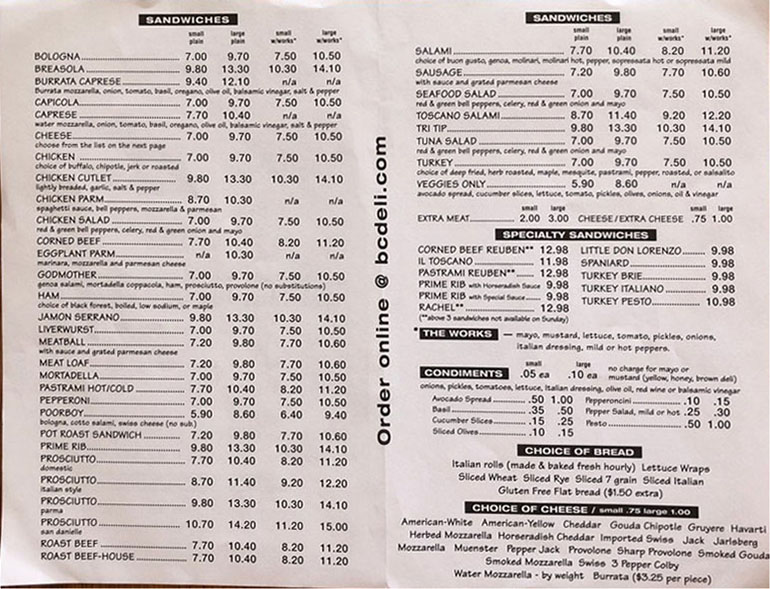 SANDWICHES
small plain large plain small w/works* large w/works*
BOLOGNA 7.00 9.70 7.50 10.50
BREASOLA 9.80 13.30 10.30 14.10
BURRATA CAPRESE 9.40 12.10 n/a n/a
Burrata mozzarella, onion, tomato, basil, oregano, olive oil, balsamic vinegar, salt & pepper
CAPICOLA 7.00 9.70 7.50 10.50
CAPRESE 7.70 10.40 n/a n/a
water mozzarella, onion, tomato, basil, oregano, olive oil, balsamic vinegar, salt & pepper
CHEESE 7.00 9.70 7.50 10.50
choose from the list on the next page
CHICKEN 7.00 9.70 7.50 10.50
choice of buffalo, chipotle, jerk or roasted
CHICKEN CUTLET 9.80 13.30 10.30 14.10
lightly breaded, garlic, salt & pepper
CHICKEN PARM 8.70 10.30 n/a n/a
spaghetti sauce, bell peppers, mozzarella & parmesan
CHICKEN SALAD 7.00 9.70 7.50 10.50
red & green bell peppers, celery, red & green onion and mayo
CORNED BEEF 7.70 10.40 8.20 11.20
EGGPLANT PARM n/a 10.30 n/a n/a
marinara, mozzarella and parmesan cheese
GODMOTHER 7.00 9.70 7.50 10.50
genoa salami, mortadella coppacola, ham, prosciutto, provolone (no substitutions)
HAM 7.00 9.70 7.50 10.50
choice of black forest, boiled, low sodium, or maple
JAMON SERRANO 9.80 13.30 10.30 14.10
LIVERWURST 7.00 9.70 7.50 10.50
MEATBALL 7.20 9.80 7.70 10.60
with sauce and grated parmesan cheese
MEAT LOAF 7.20 9.80 7.70 10.60
MORTADELLA 7.00 9.70 7.50 10.50
PASTRAMI HOT/COLD 7.70 10.40 8.20 11.20
PEPPERONI 7.00 9.70 7.50 10.50
POORBOY 5.90 8.60 6.40 9.40
bologna, cotto salami, swiss cheese (no sub.)
POT ROAST SANDWICH 7.20 9.80 7.70 10.60
PRIME RIB 9.80 13.30 10.30 14.10
PROSCIUTTO 7.70 10.40 8.20 11.20
domestic
PROSCIUTTO 8.70 11.40 9.20 12.20
italian style
PROSCIUTTO 9.80 13.30 10.30 14.10
parma
PROSCIUTTO 10.70 14.20 11.20 15.00
san danielle
ROAST BEEF 7.70 10.40 8.20 11.20
ROAST BEEF-HOUSE 7.70 10.40 8.20 11.20
Order online @ bcdeli.com
SANDWICHES
small plain large plain small w/works* large w/works*
SALAMI 7.70 10.40 8.20 11.20
choice of buon gusto, genoa, molinari, molinari hot, pepper, sopressata hot or sopressata mild
SAUSAGE 7.20 9.80 7.70 10.60
with sauce and grated parmesan cheese
SEAFOOD SALAD 7.00 9.70 7.50 10.50
red & green bell peppers, celery, red & green onion and mayo
TOSCANO SALAMI 8.70 11.40 9.20 12.20
TRI TIP 9.80 13.30 10.30 14.10
TUNA SALAD 7.00 9.70 7.50 10.50
red & green bell peppers, celery, red & green onion and mayo
TURKEY 7.00 9.70 7.50 10.50
choice of deep fried, herb roasted, maple, mesquite, pastrami, pepper, roasted, or salsalito
VEGGIES ONLY 5.90 8.60 n/a n/a
avocado spread, cucumber slices, lettuce, tomato, pickles, olives, onions, oil & vinegar
small large small large
EXTRA MEAT 2.00 3.00 CHEESE/EXTRA CHEESE .75 1.00
SPECIALTY SANDWICHES
CORNED BEEF REUBEN** 12.98
IL TOSCANO 11.98
PASTRAMI REUBEN** 12.98
PRIME RIB with Horseradish Sauce 9.98
PRIME RIB with Special Sauce 9.98
RACHEL** 12.98
(**above 3 sandwiches not available on Sunday)
LITTLE DON LORENZO 9.98
SPANIARD 9.98
TURKEY BRIE 9.98
TURKEY ITALIANO 9.98
TURKEY PESTO 10.98
*THE WORKS — mayo, mustard, lettuce, tomato, pickles, onions,
italian dressing, mild or hot peppers.
small large
CONDIMENTS .05 ea .10 ea
no charge for mayo or
mustard (yellow, honey, brown deli)
onions, pickles, tomatoes, lettuce, Italian dressing, olive oil, red wine or balsamic vinegar
Avocado Spread .50 1.00
Basil .35 .50
Cucumber Slices .15 .25
Sliced Olives .10 .15
Pepperoncini .10 .15
Pepper Salad, mild or hot .25 .30
Pesto .50 1.00
CHOICE OF BREAD
Italian rolls (made & baked fresh hourly) Lettuce Wraps
Sliced Wheat Sliced Rye Sliced 7 grain Sliced Italian
Gluten Free Flat bread ($1.50 extra)
CHOICE OF CHEESE / small .75 large 1.00
American-White American-Yellow Cheddar Gouda Chipotle Gruyere Havarti
Herbed Mozzarella Horseradish Cheddar Imported Swiss Jack Jarlsberg
Mozzarella Muenster Pepper Jack Provolone Sharp Provolone Smoked Gouda
Smoked Mozzarella Swiss 3 Pepper Colby
Water Mozzarella - by weight Burrata ($3.25 per piece)